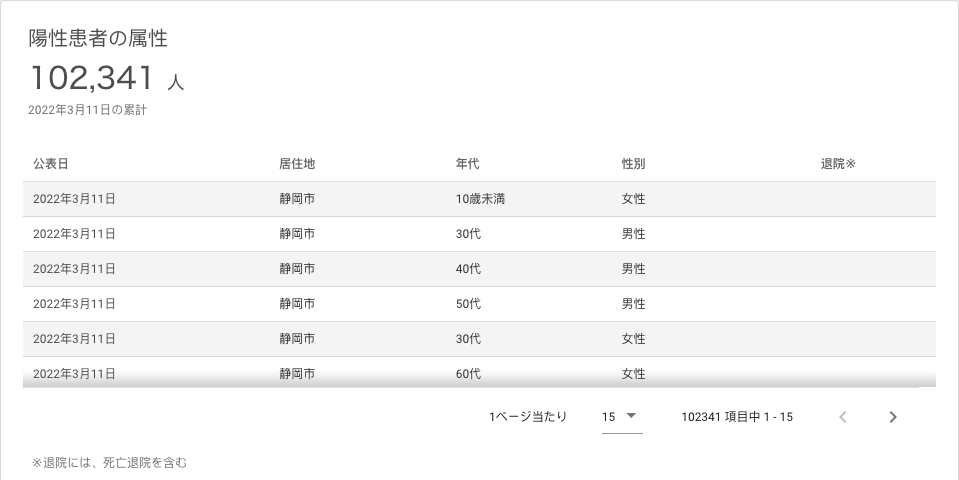 陽性患者の属性
102,341 人
2022年3月11日の累計
公表日 居住地 年代 性別 退院※
2022年3月11日 静岡市 10歳未満 女性
2022年3月11日 静岡市 30代 男性
2022年3月11日 静岡市 40代 男性
2022年3月11日 静岡市 50代 男性
2022年3月11日 静岡市 30代 女性
2022年3月11日 静岡市 60代 女性
1ページ当たり 15 102341 項目中 1 - 15
※退院には、死亡退院を含む